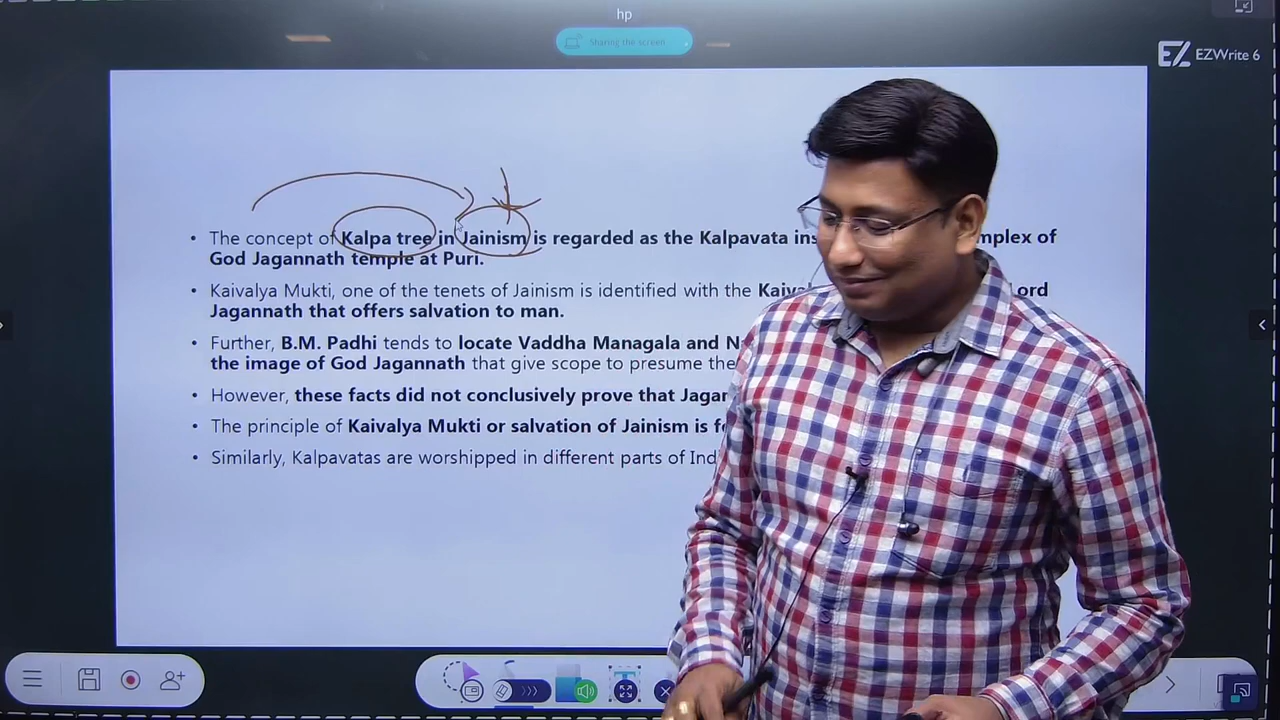 hp
Sharing the screen
EZWrite 6
• The concept of Kalpa tree in Jainism is regarded as the Kalpavata ins mplex of
God Jagannath temple at Puri.
• Kaivalya Mukti, one of the tenets of Jainism is identified with the Kaiv ord
Jagannath that offers salvation to man.
• Further, B.M. Padhi tends to locate Vaddha Managala and N
the image of God Jagannath that give scope to presume the
• However, these facts did not conclusively prove that Jagan
• The principle of Kaivalya Mukti or salvation of Jainism is fo
• Similarly, Kalpavatas are worshipped in different parts of Ind